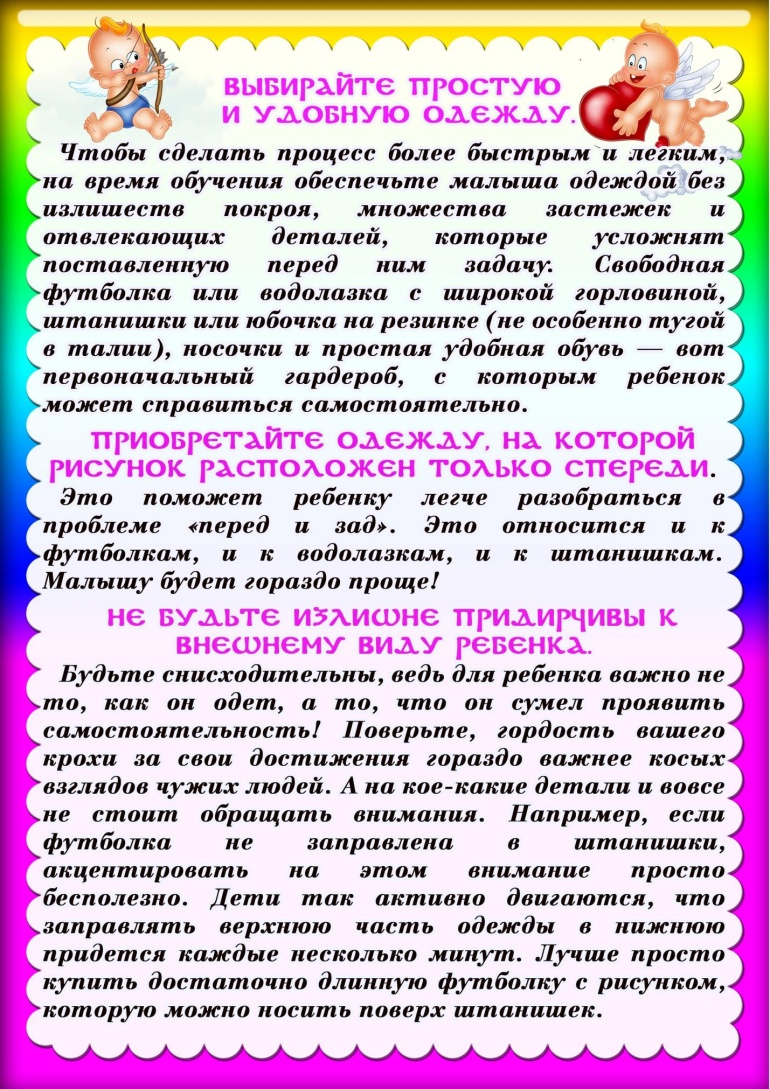 ВЫБИРАЙТЕ ПРОСТУЮ
И УДОБНУЮ ОДЕЖДУ.
Чтобы сделать процесс более быстрым и легким,
на время обучения обеспечьте малыша одеждой без
излишеств покроя, множества застежек и
отвлекающих деталей, которые усложнят
поставленную перед ним задачу. Свободная
футболка или водолазка с широкой горловиной,
штанишки или юбочка на резинке (не особенно тугой
в талии), носочки и простая удобная обувь — вот
первоначальный гардероб, с которым ребенок
может справиться самостоятельно.
ПРИОБРЕТАЙТЕ ОДЕЖДУ, НА КОТОРОЙ
РИСУНОК РАСПОЛОЖЕН ТОЛЬКО СПЕРЕДИ.
Это поможет ребенку легче разобраться в
проблеме «перед и зад». Это относится и к
футболкам, и к водолазкам, и к штанишкам.
Малышу будет гораздо проще!
НЕ БУДЬТЕ ИЗЛИШНЕ ПРИДИРЧИВЫ К
ВНЕШНЕМУ ВИДУ РЕБЕНКА.
Будьте снисходительны, ведь для ребенка важно не
то, как он одет, а то, что он сумел проявить
самостоятельность! Поверьте, гордость вашего
крохи за свои достижения гораздо важнее косых
взглядов чужих людей. А на кое-какие детали и вовсе
не стоит обращать внимания. Например, если
футболка не заправлена в штанишки,
акцентировать на этом внимание просто
бесполезно. Дети так активно двигаются, что
заправлять верхнюю часть одежды в нижнюю
придется каждые несколько минут. Лучше просто
купить достаточно длинную футболку с рисунком,
которую можно носить поверх штанишек.